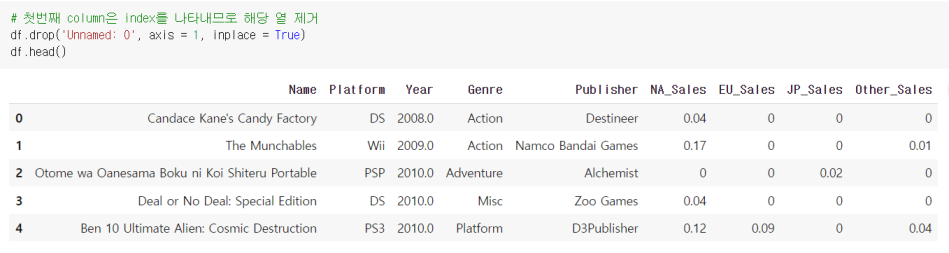 # 첫번째 column은 index를 나타내므로 해당 열 제거
df.drop('Unnamed: 0', axis = 1, inplace = True)
df.head()
Name Platform Year Genre Publisher NA_Sales EU_Sales JP_Sales Other_Sales
0 Candace Kane's Candy Factory DS 2008.0 Action Destineer 0.04 0 0 0
1 The Munchables Wii 2009.0 Action Namco Bandai Games 0.17 0 0 0.01
2 Otome wa Oanesama Boku ni Koi Shiteru Portable PSP 2010.0 Adventure Alchemist 0 0 0.02 0
3 Deal or No Deal: Special Edition DS 2010.0 Misc Zoo Games 0.04 0 0 0
4 Ben 10 Ultimate Alien: Cosmic Destruction PS3 2010.0 Platform D3Publisher 0.12 0.09 0 0.04